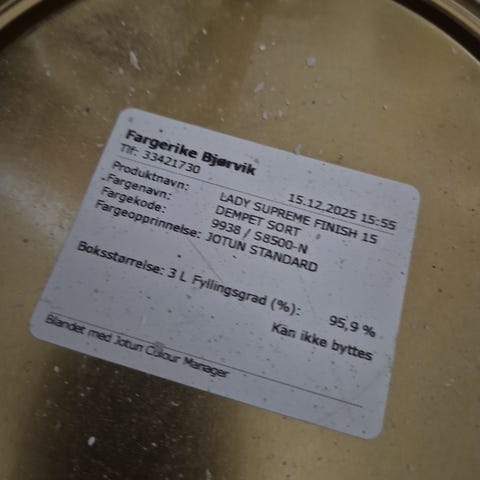 Fargerike Bjørvik
Tlf: 33421730
15.12.2025 15:55
Produktnavn: LADY SUPREME FINISH 15
Fargenavn: DEMPET SORT
Fargekode: 9938 / S8500-N
Fargeopprinnelse: JOTUN STANDARD
Boksstørrelse: 3 L Fyllingsgrad (%): 95,9 %
Kan ikke byttes
Blandet med Jotun Colour Manager